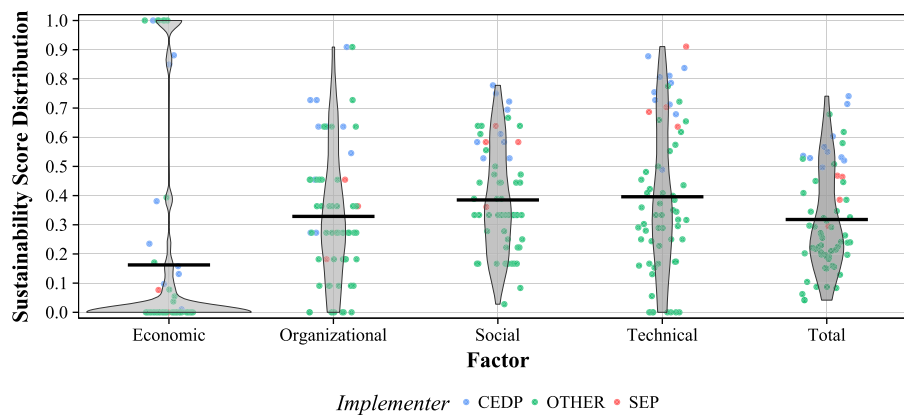 Sustainability Score Distribution
1.0
0.9
0.8
0.7
0.6
0.5
0.4
0.3
0.2
0.1
0.0
Economic Organizational Social Technical Total
Factor
Implementer CEDP OTHER SEP